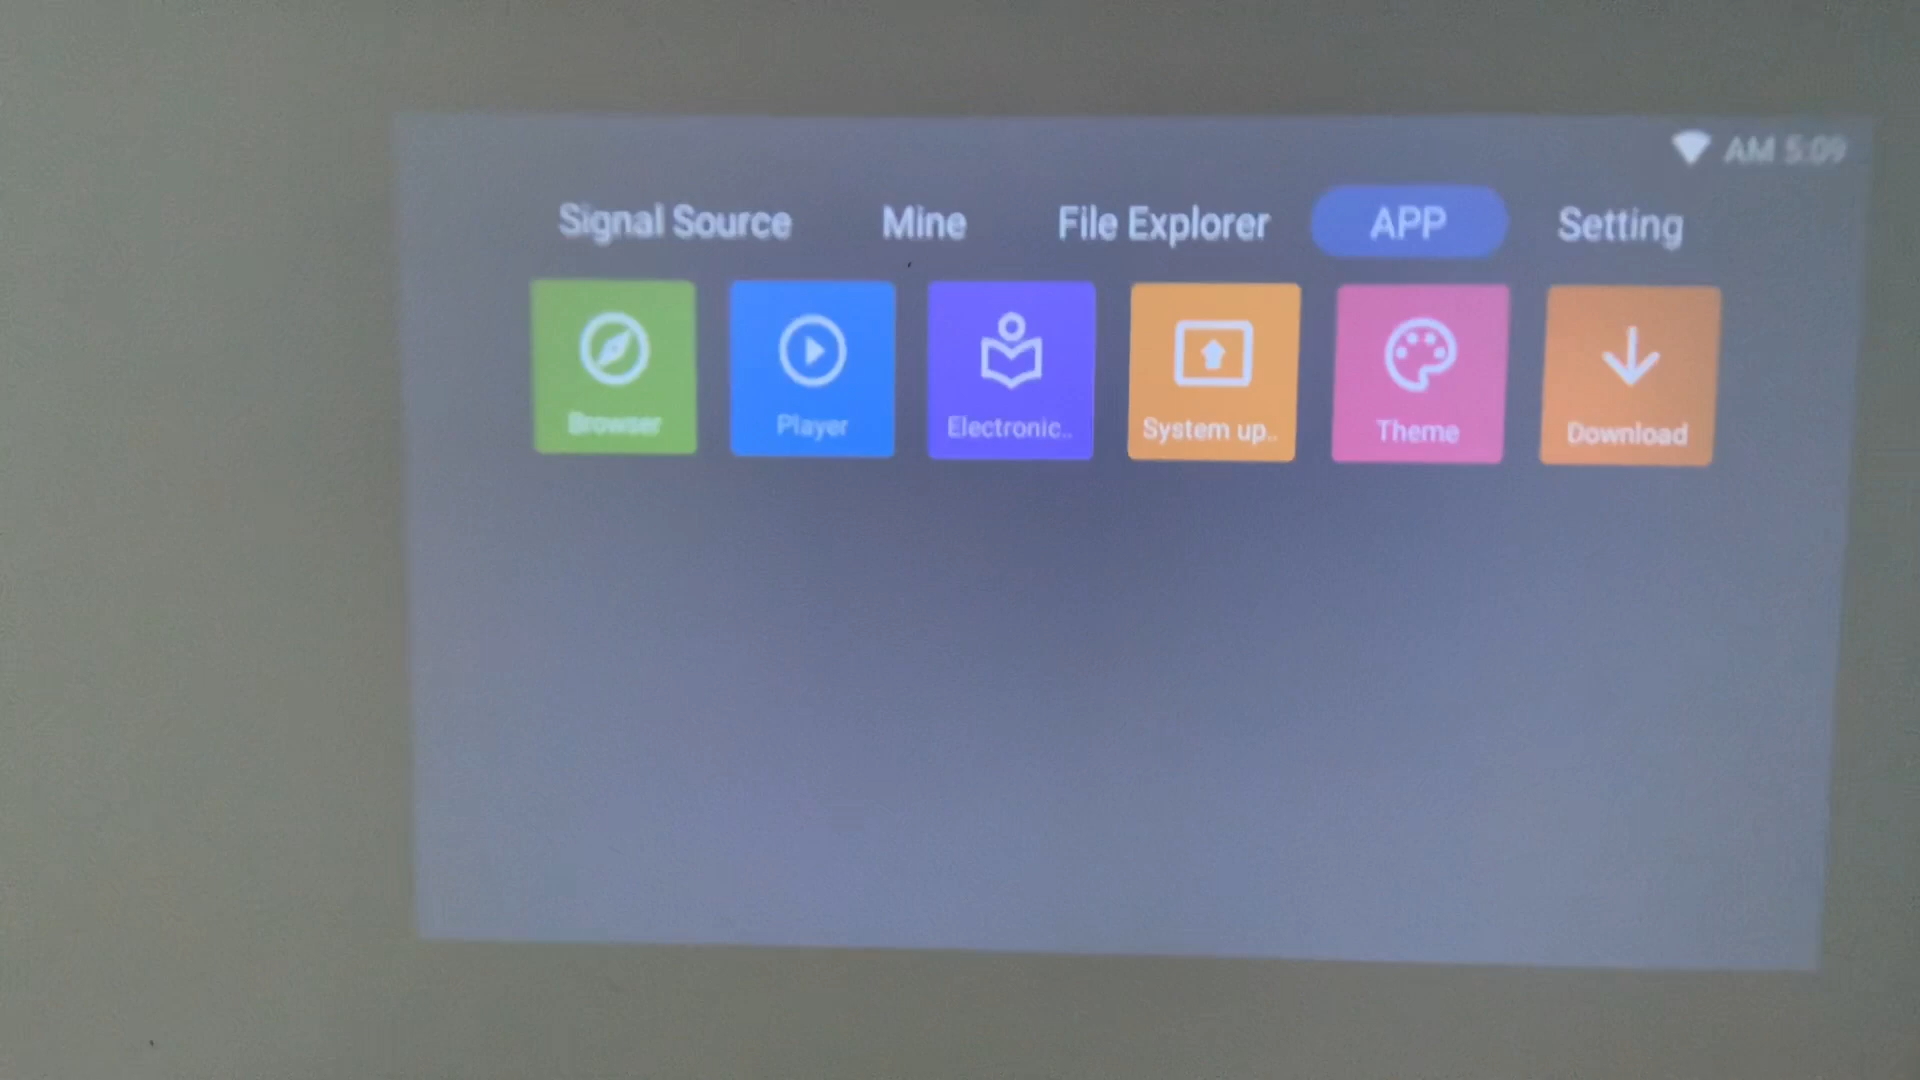 AM 5:09
Signal Source Mine File Explorer APP Setting
Browser Player Electronic.. System up.. Theme Download